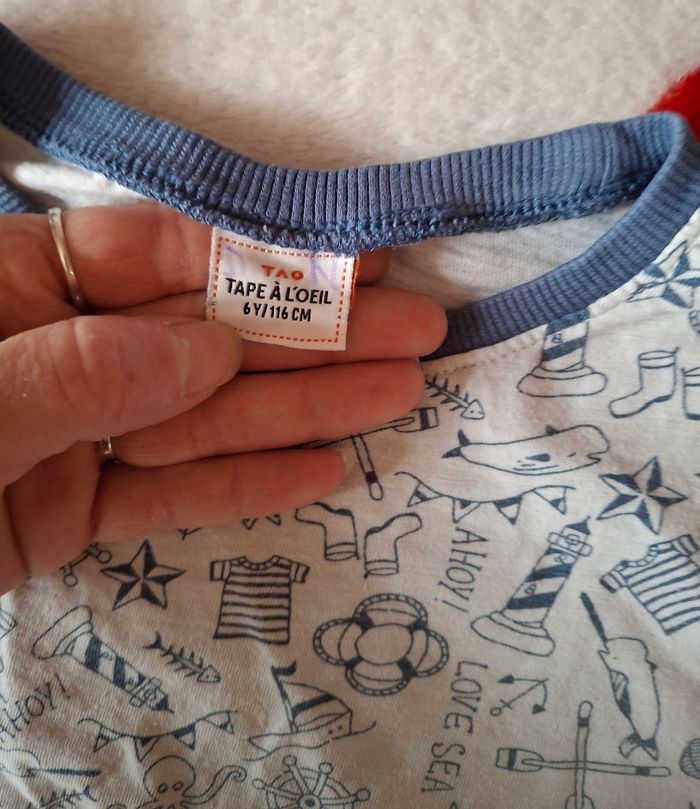 TAO
TAPE À L'OEIL
6Y/116 CM
AHOY!
LOVE SEA
AHOY!